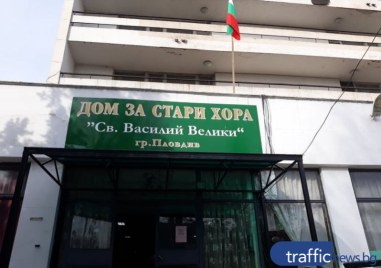 ДОМ ЗА СТАРИ ХОРА
"Св. Василий Велики"
гр.Пловдив
trafficnews.bg